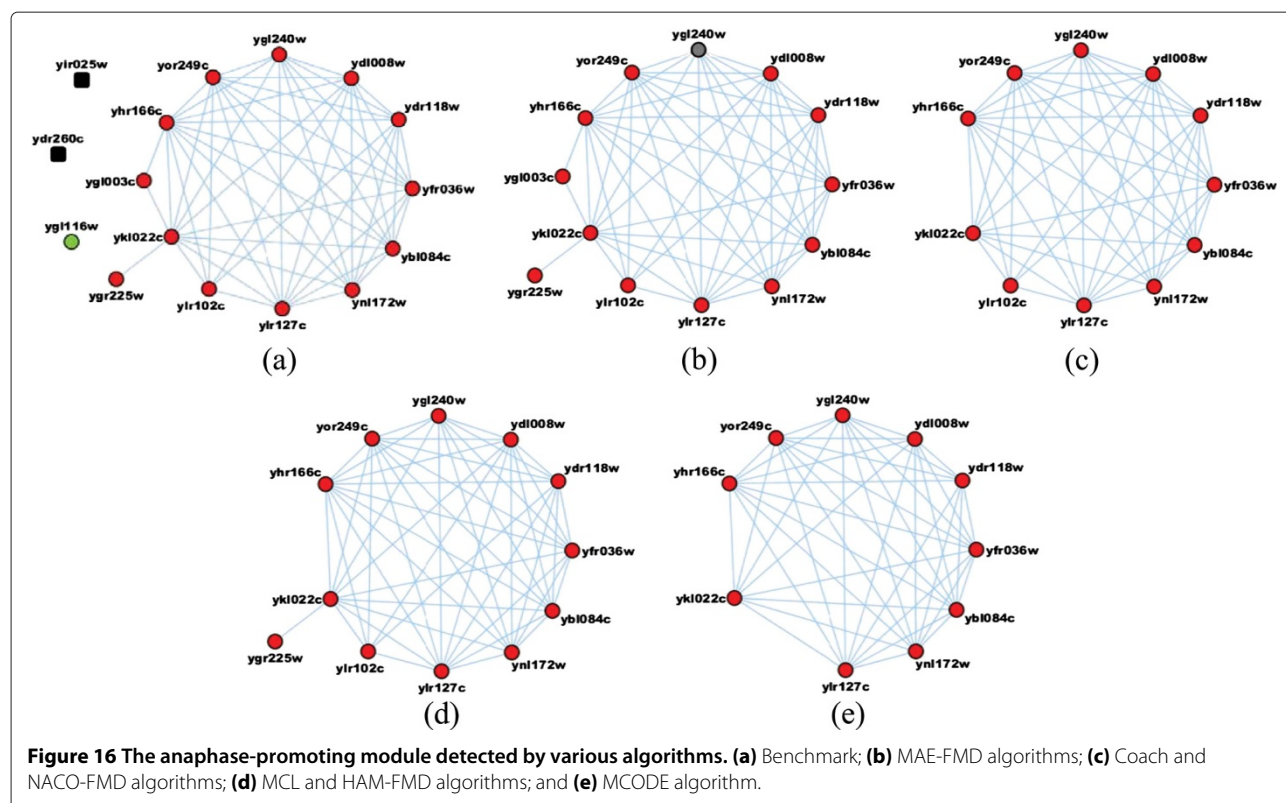 ygl240w
yor249c
ydl008w
yir025w
yhr166c
ydr118w
ydr260c
ygl003c
yfr036w
ygl116w
ykl022c
ybl084c
ygr225w
ylr102c
ynl172w
ylr127c
(a)
ygl240w
yor249c
ydl008w
yhr166c
ydr118w
ygl003c
yfr036w
ykl022c
ybl084c
ygr225w
ylr102c
ynl172w
ylr127c
(b)
ygl240w
yor249c
ydl008w
yhr166c
ydr118w
yfr036w
ykl022c
ybl084c
ylr102c
ynl172w
ylr127c
(c)
ygl240w
yor249c
ydl008w
yhr166c
ydr118w
yfr036w
ykl022c
ybl084c
ygr225w
ylr102c
ynl172w
ylr127c
(d)
ygl240w
yor249c
ydl008w
yhr166c
ydr118w
yfr036w
ykl022c
ybl084c
ynl172w
ylr127c
(e)
Figure 16 The anaphase-promoting module detected by various algorithms. (a) Benchmark; (b) MAE-FMD algorithms; (c) Coach and
NACO-FMD algorithms; (d) MCL and HAM-FMD algorithms; and (e) MCODE algorithm.